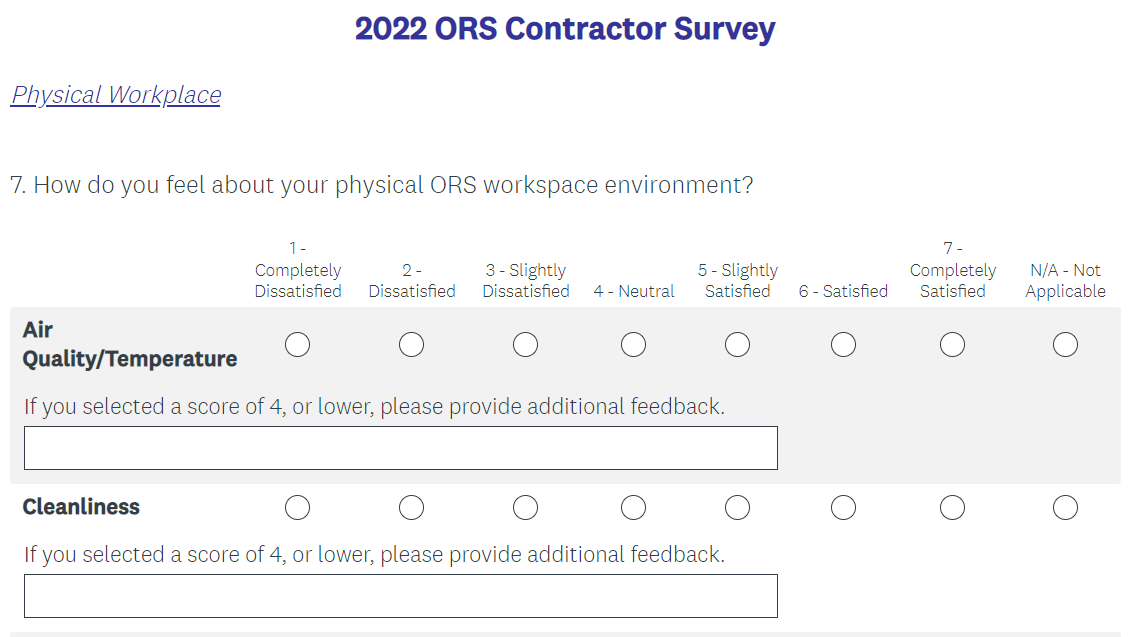 2022 ORS Contractor Survey
Physical Workplace
7. How do you feel about your physical ORS workspace environment?
1 - Completely Dissatisfied
2 - Dissatisfied
3 - Slightly Dissatisfied
4 - Neutral
5 - Slightly Satisfied
6 - Satisfied
7 - Completely Satisfied
N/A - Not Applicable
Air
Quality/Temperature
If you selected a score of 4, or lower, please provide additional feedback.
Cleanliness
If you selected a score of 4, or lower, please provide additional feedback.